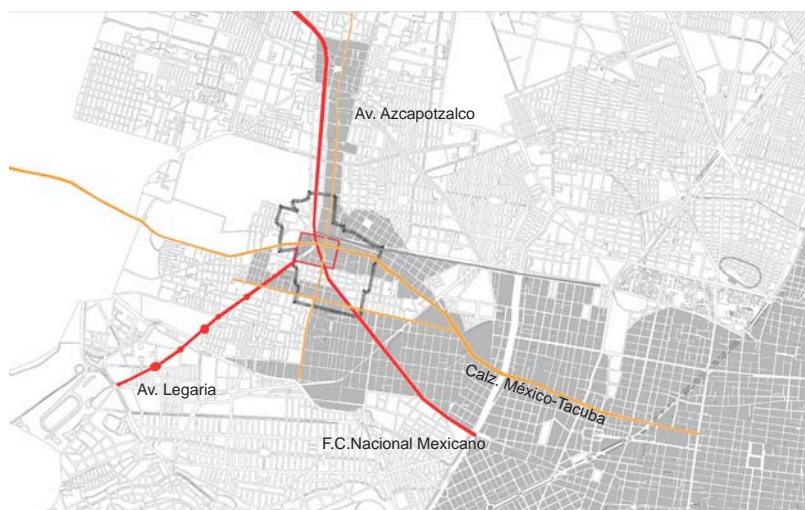 Av. Azcapotzalco
Calz. México-Tacuba
Av. Legaria
F.C.Nacional Mexicano